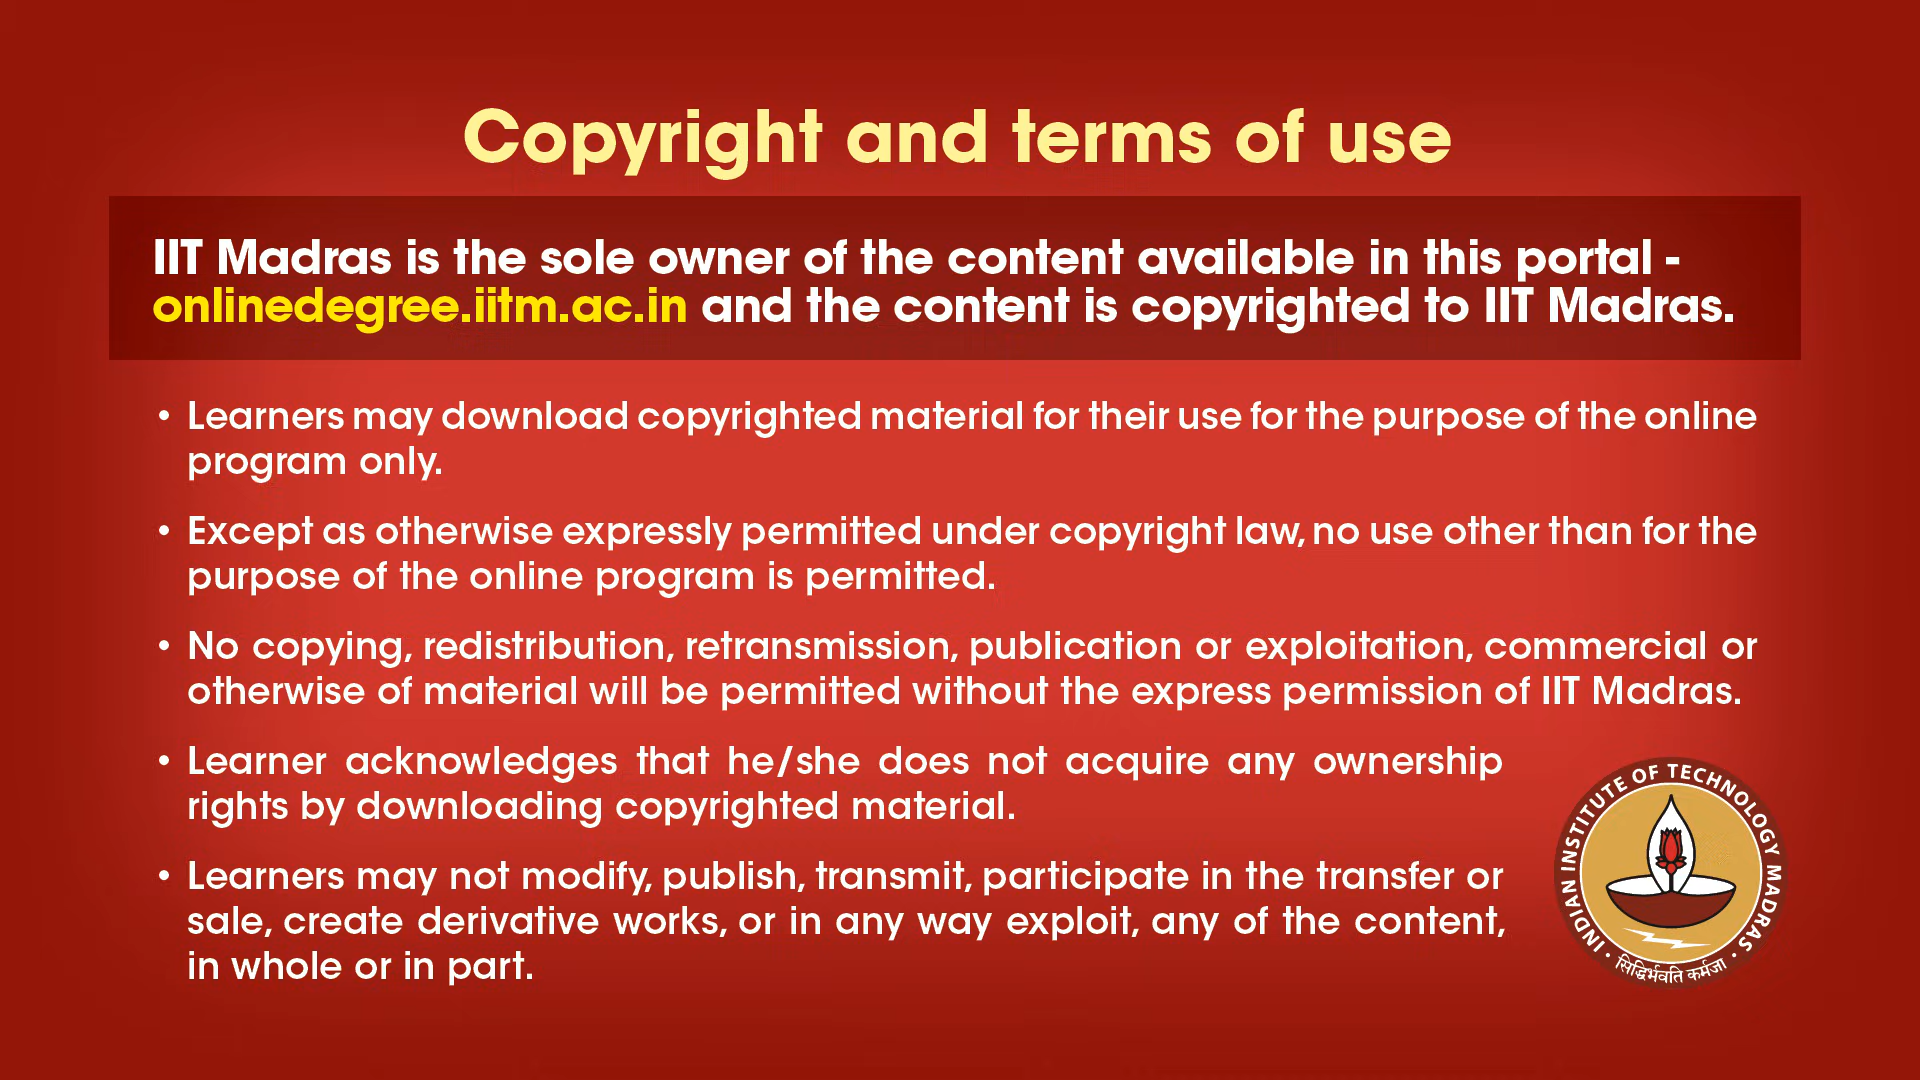 Copyright and terms of use
IIT Madras is the sole owner of the content available in this portal -
onlinedegree.iitm.ac.in and the content is copyrighted to IIT Madras.
• Learners may download copyrighted material for their use for the purpose of the online
program only.
• Except as otherwise expressly permitted under copyright law, no use other than for the
purpose of the online program is permitted.
• No copying, redistribution, retransmission, publication or exploitation, commercial or
otherwise of material will be permitted without the express permission of IIT Madras.
• Learner acknowledges that he/she does not acquire any ownership
rights by downloading copyrighted material.
• Learners may not modify, publish, transmit, participate in the transfer or
sale, create derivative works, or in any way exploit, any of the content,
in whole or in part.
INDIAN INSTITUTE OF TECHNOLOGY MADRAS
सिद्धिर्भवति कर्मजा